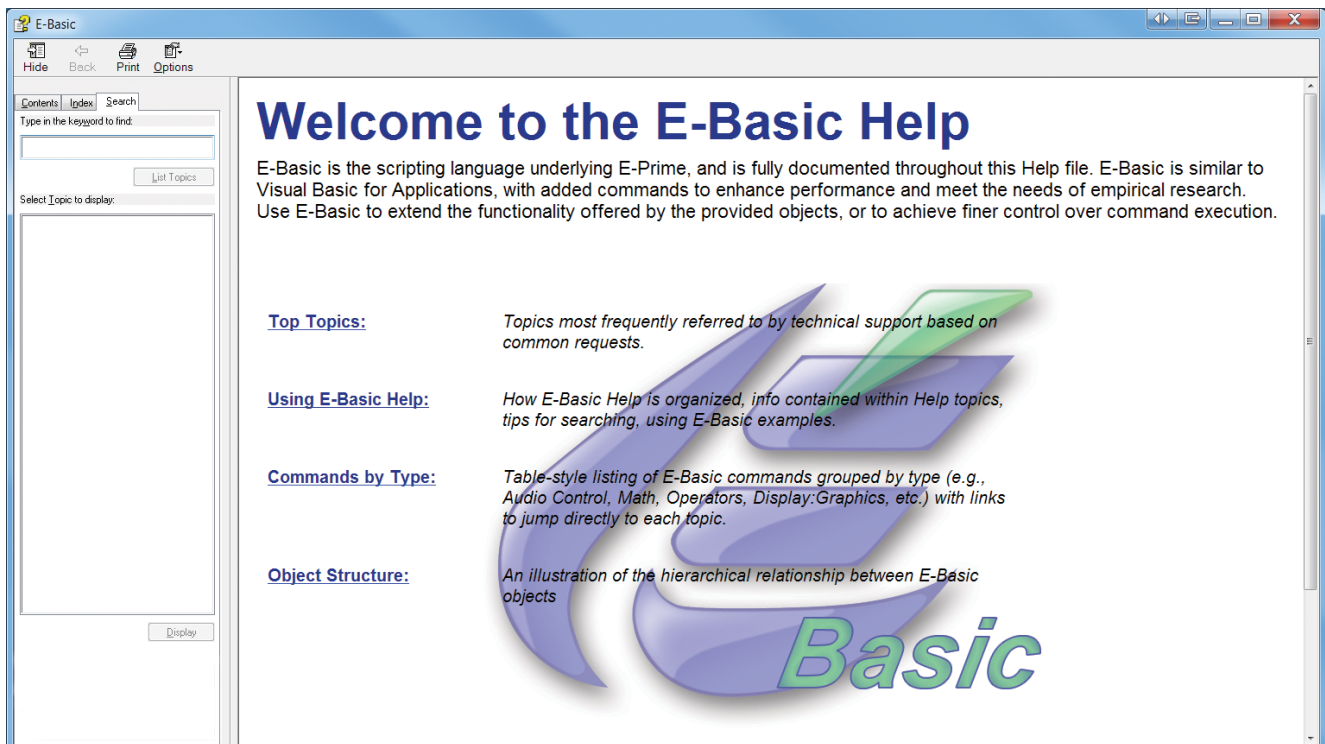 E-Basic
Hide Back Print Options
Contents Index Search
Type in the keyword to find:
List Topics
Select Topic to display:
Display
Welcome to the E-Basic Help
E-Basic is the scripting language underlying E-Prime, and is fully documented throughout this Help file. E-Basic is similar to
Visual Basic for Applications, with added commands to enhance performance and meet the needs of empirical research.
Use E-Basic to extend the functionality offered by the provided objects, or to achieve finer control over command execution.
Top Topics: Topics most frequently referred to by technical support based on
common requests.
Using E-Basic Help: How E-Basic Help is organized, info contained within Help topics,
tips for searching, using E-Basic examples.
Commands by Type: Table-style listing of E-Basic commands grouped by type (e.g.,
Audio Control, Math, Operators, Display:Graphics, etc.) with links
to jump directly to each topic.
Object Structure: An illustration of the hierarchical relationship between E-Basic
objects
Basic